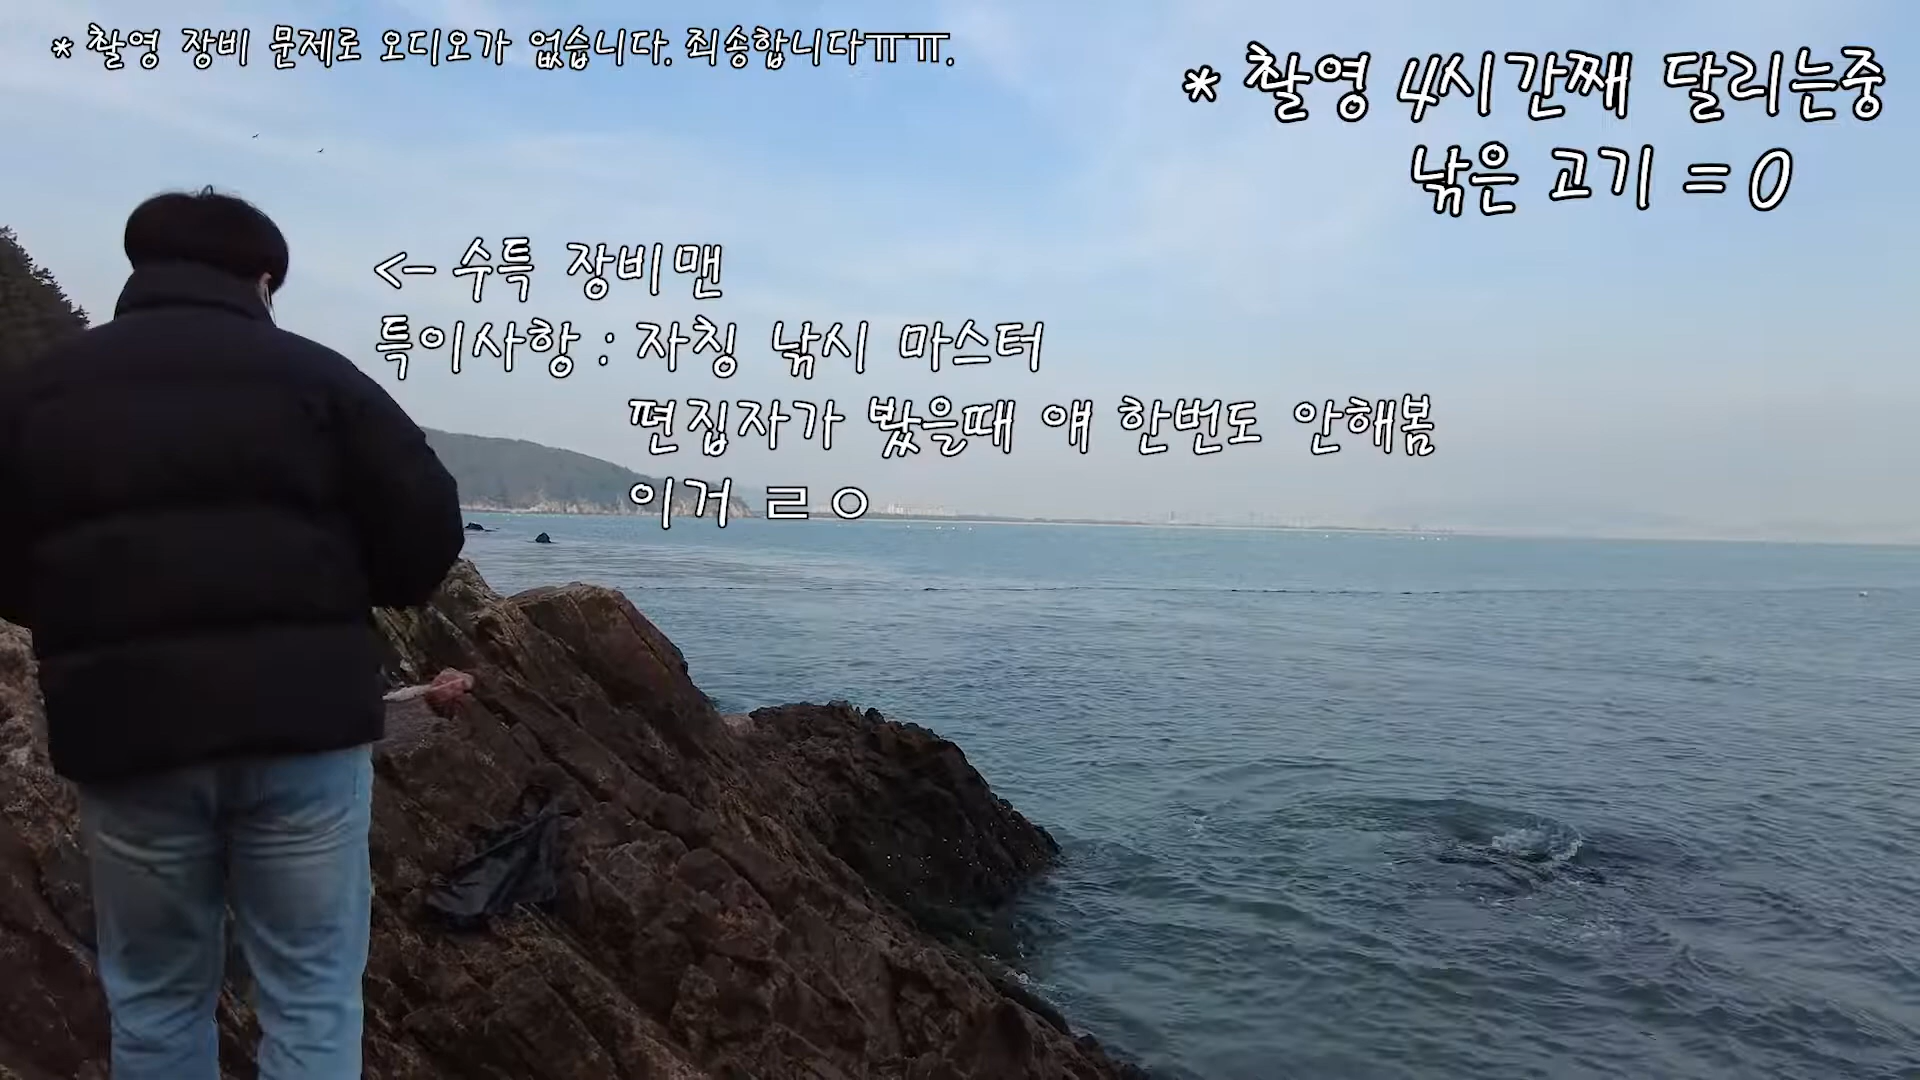 * 촬영 장비 문제로 오디오가 없습니다. 죄송합니다ㅠㅠ.
* 촬영 4시간째 달리는중
낚은 고기 = 0
<- 수특 장비맨
특이사항 : 자칭 낚시 마스터
편집자가 봤을때 얘 한번도 안해봄
이거 ㄹㅇ